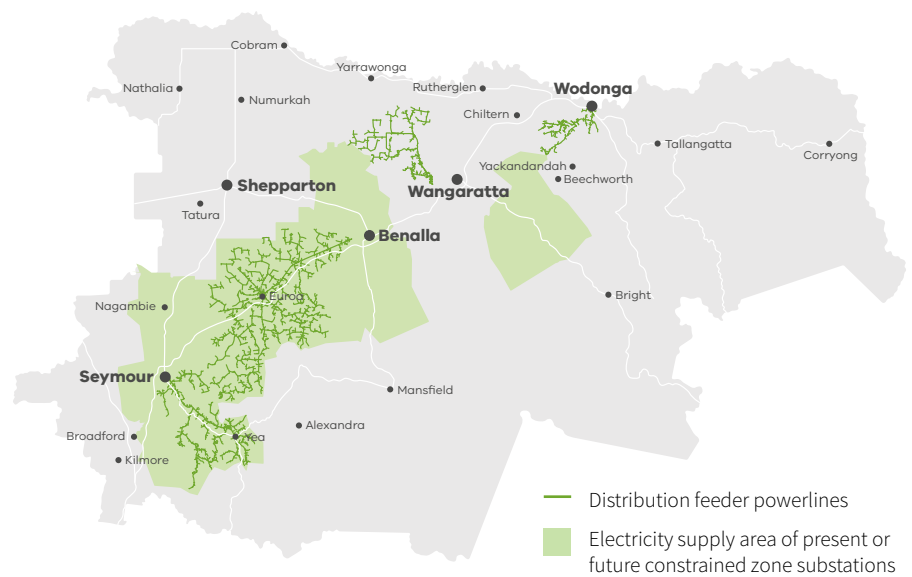 Cobram
Yarrawonga
Nathalia
Rutherglen
Wodonga
Numurkah
Chiltern
Tallangatta
Corryong
Yackandandah
Beechworth
Shepparton
Wangaratta
Tatura
Benalla
Euroa
Bright
Nagambie
Seymour
Mansfield
Alexandra
Broadford
Yea
Kilmore
Distribution feeder powerlines
Electricity supply area of present or
future constrained zone substations